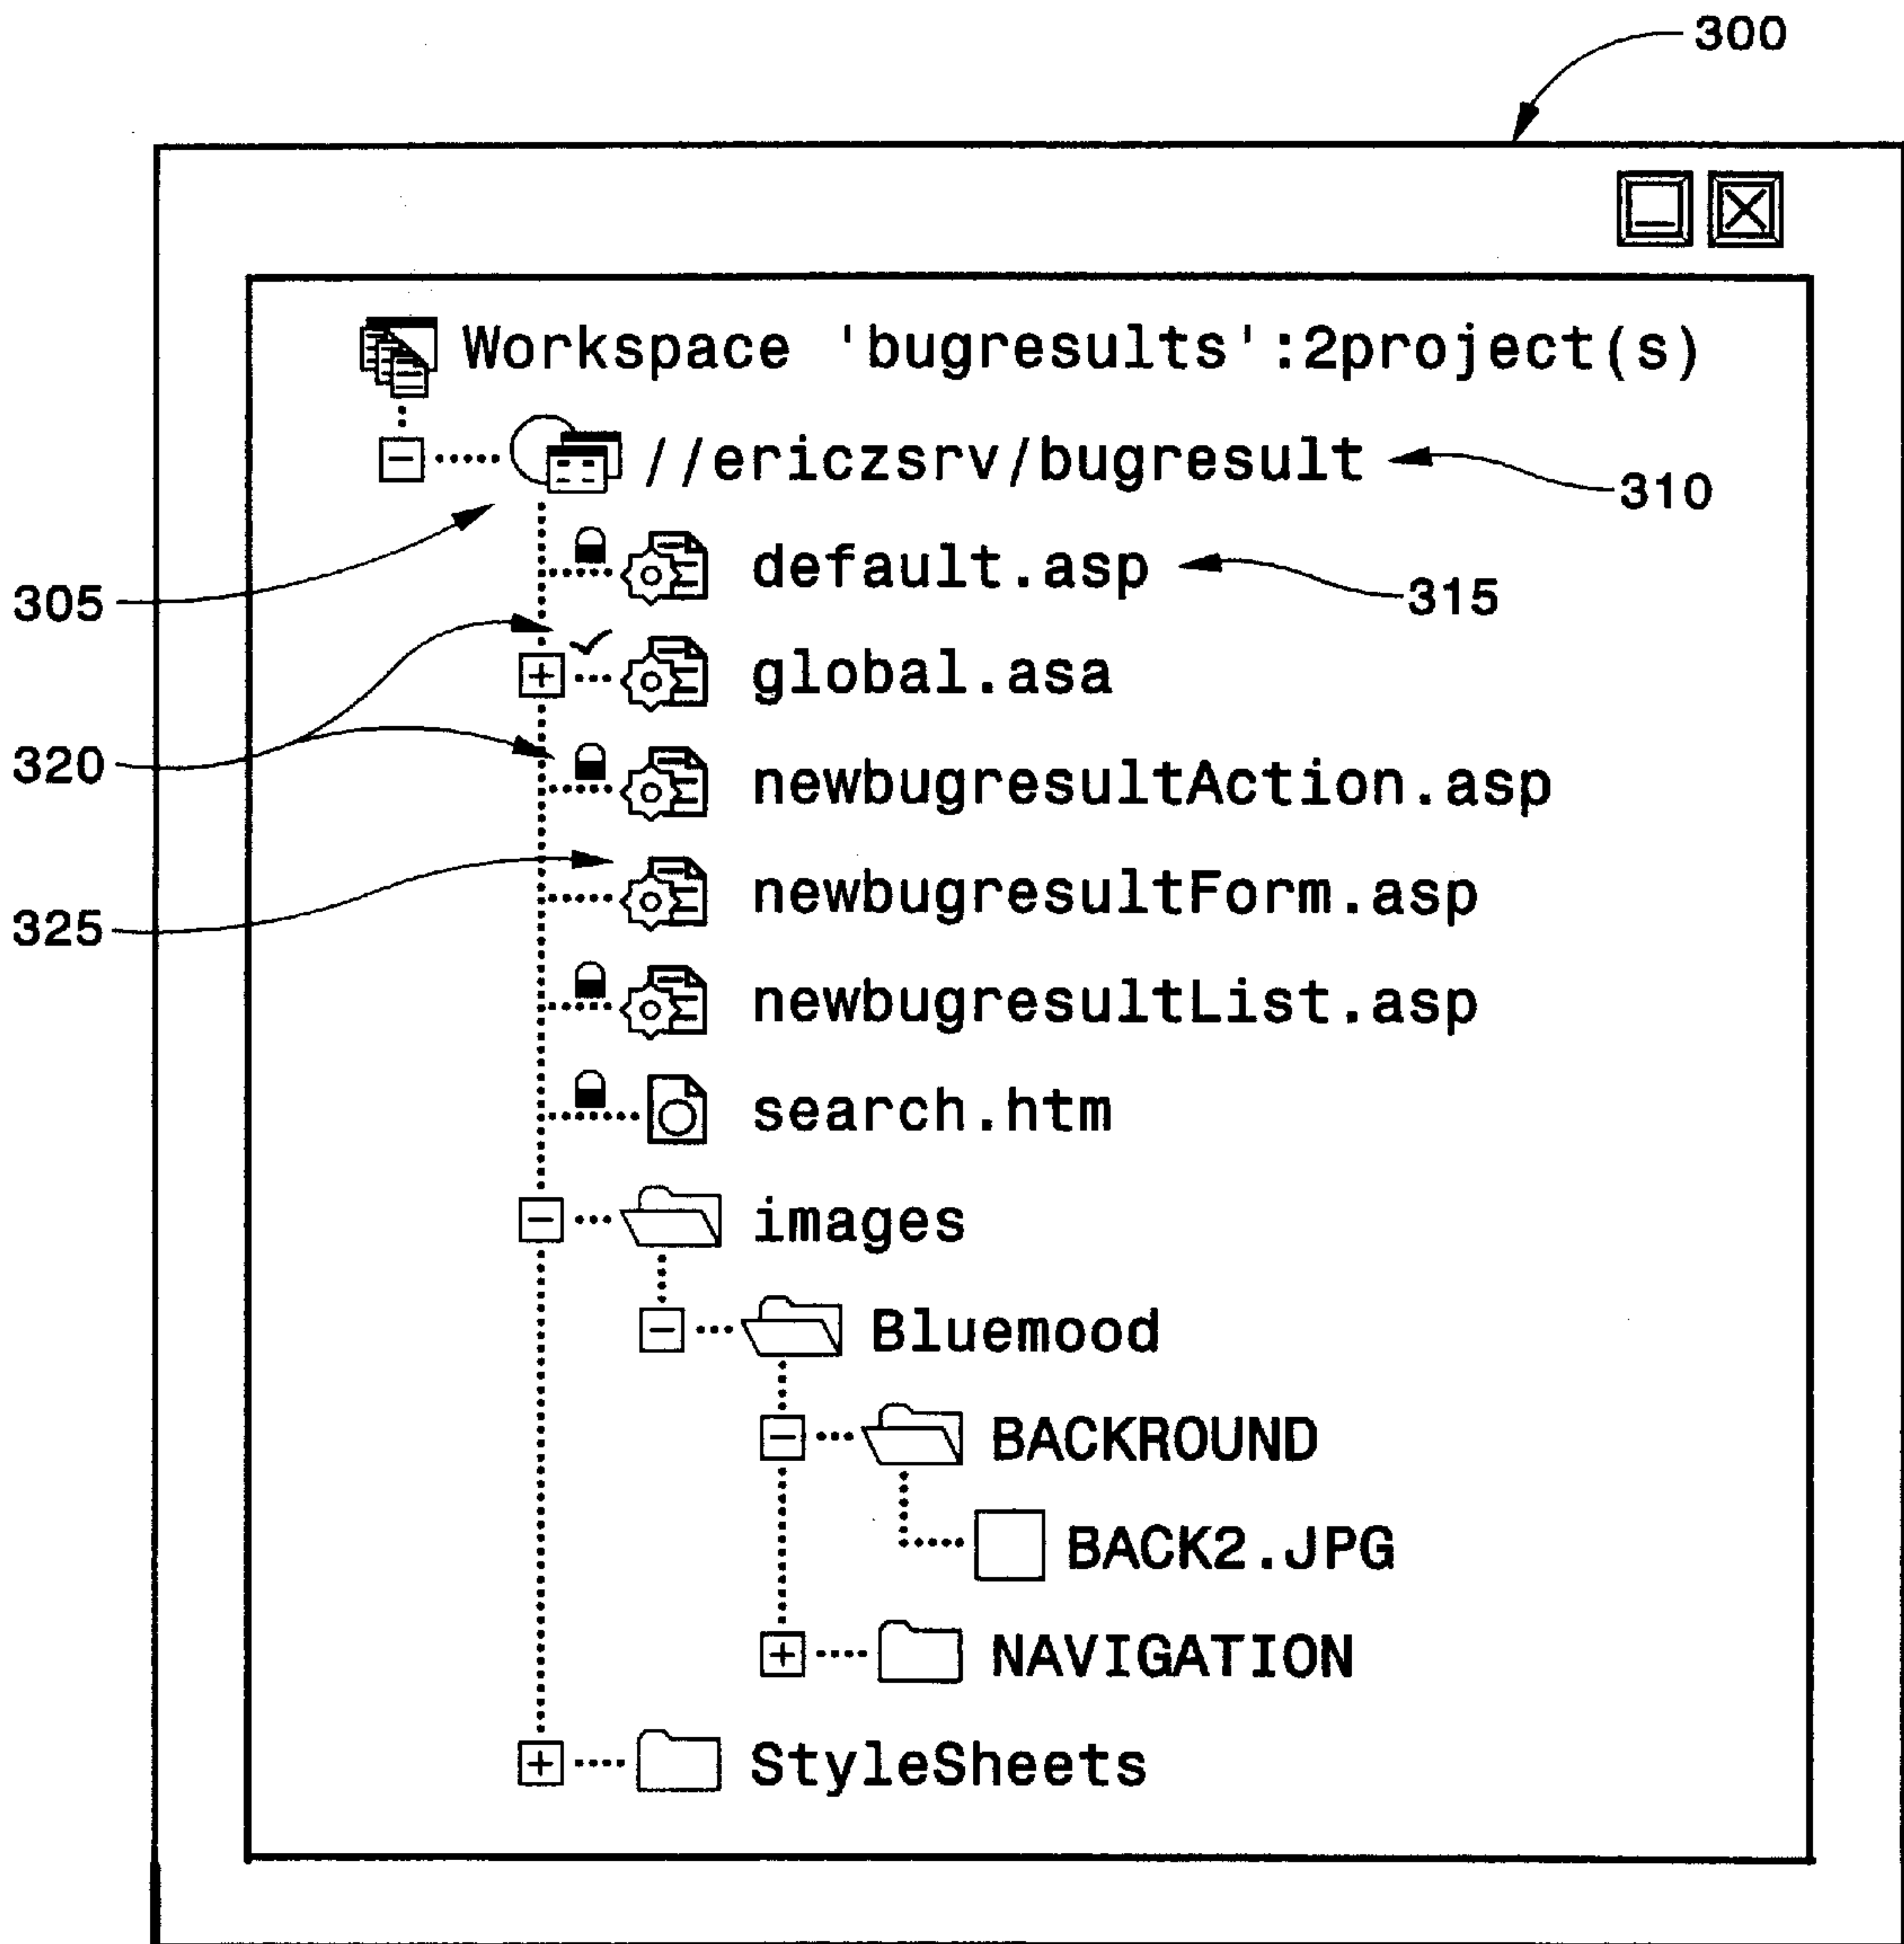 300
Workspace 'bugresults':2project(s)
//ericzsrv/bugresult
310
default.asp
305
315
global.asa
320
newbugresultAction.asp
newbugresultForm.asp
325
newbugresultList.asp
search.htm
images
Bluemood
BACKROUND
BACK2.JPG
NAVIGATION
StyleSheets